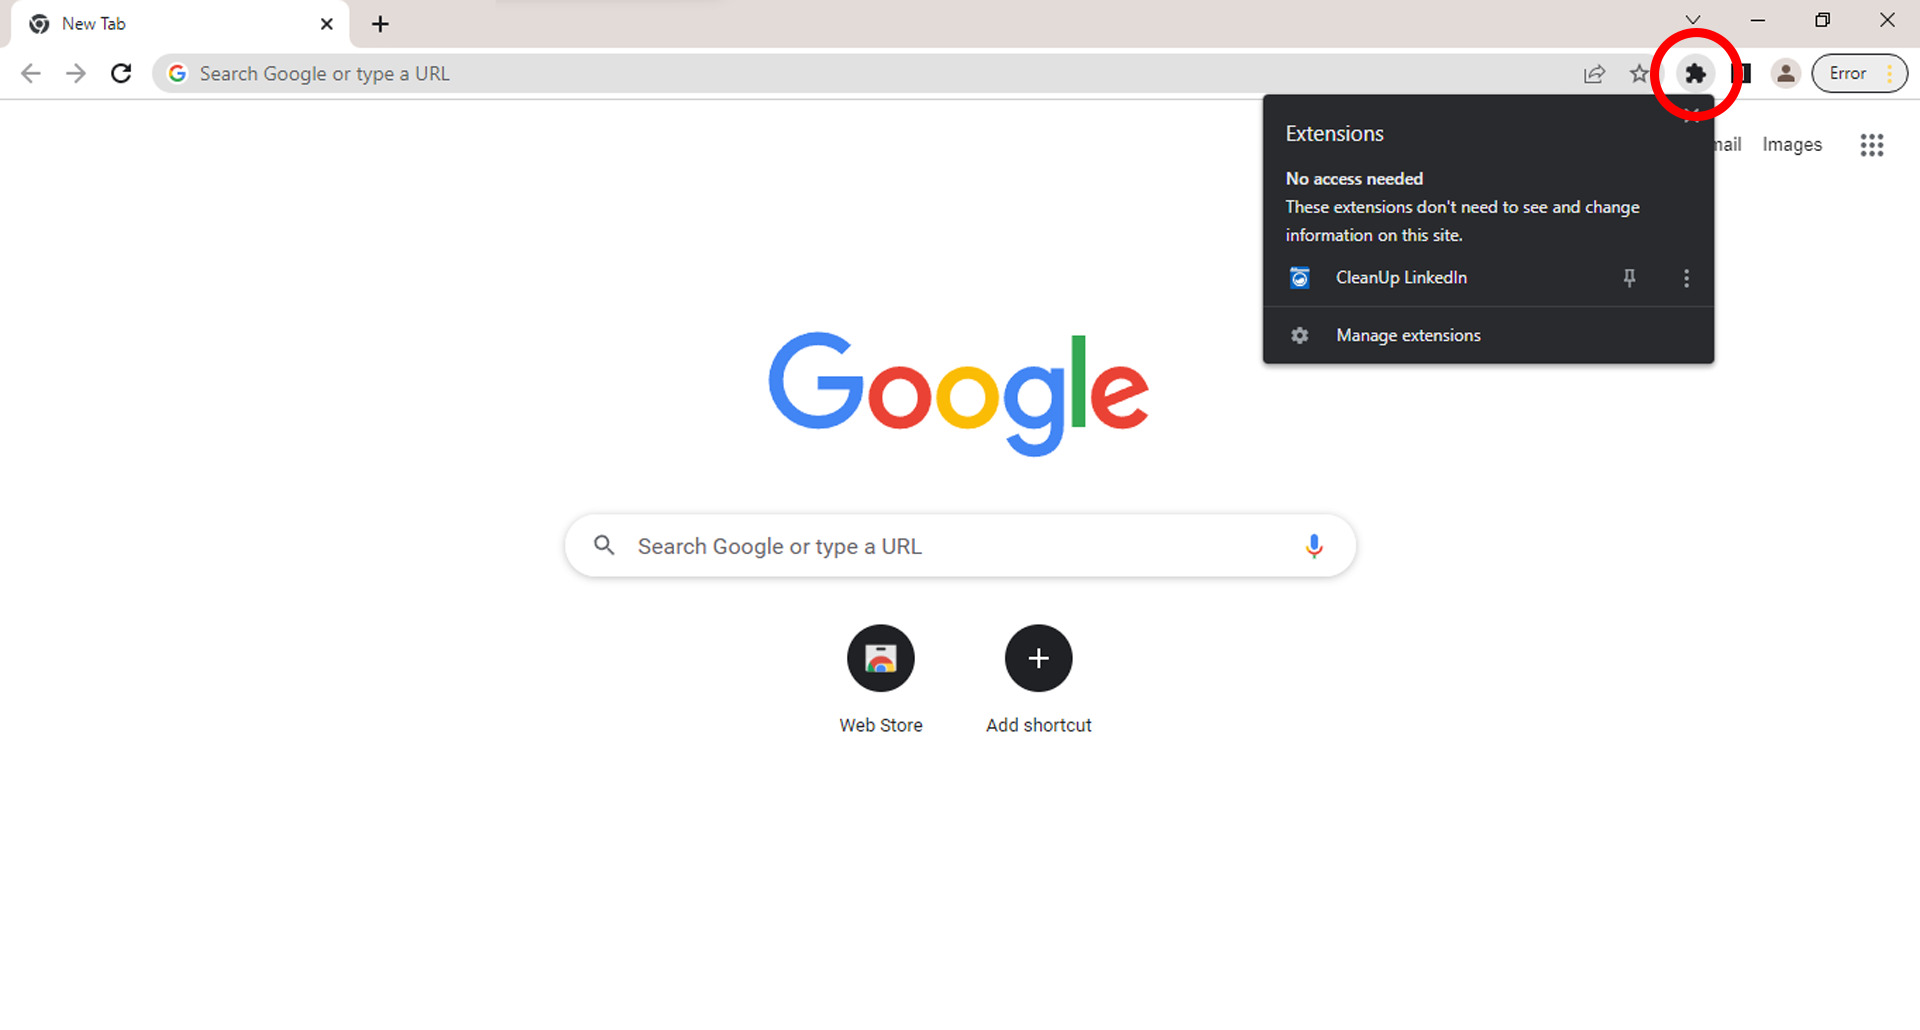 New Tab
Search Google or type a URL
Error
Extensions
No access needed
These extensions don't need to see and change
information on this site.
CleanUp LinkedIn
Manage extensions
Images
Google
Search Google or type a URL
Web Store
Add shortcut